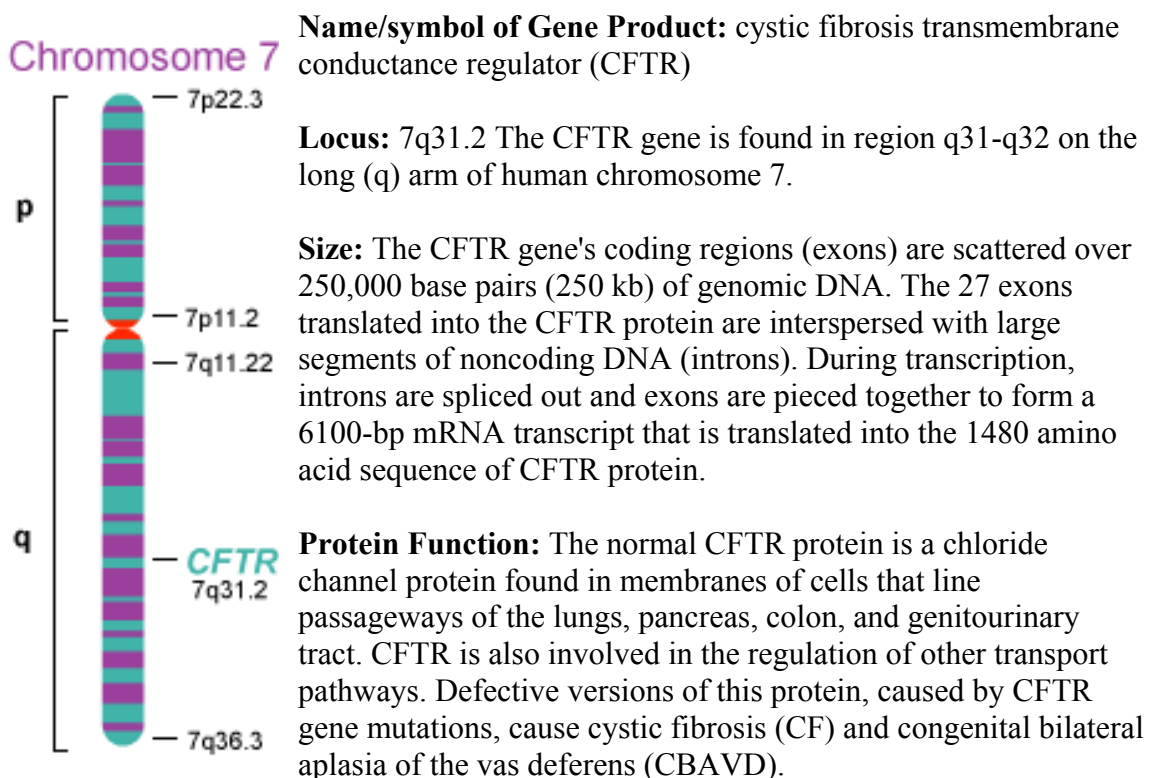 Chromosome 7
p
q
7p22.3
7p11.2
7q11.22
CFTR
7q31.2
7q36.3
Name/symbol of Gene Product: cystic fibrosis transmembrane
conductance regulator (CFTR)
Locus: 7q31.2 The CFTR gene is found in region q31-q32 on the
long (q) arm of human chromosome 7.
Size: The CFTR gene's coding regions (exons) are scattered over
250,000 base pairs (250 kb) of genomic DNA. The 27 exons
translated into the CFTR protein are interspersed with large
segments of noncoding DNA (introns). During transcription,
introns are spliced out and exons are pieced together to form a
6100-bp mRNA transcript that is translated into the 1480 amino
acid sequence of CFTR protein.
Protein Function: The normal CFTR protein is a chloride
channel protein found in membranes of cells that line
passageways of the lungs, pancreas, colon, and genitourinary
tract. CFTR is also involved in the regulation of other transport
pathways. Defective versions of this protein, caused by CFTR
gene mutations, cause cystic fibrosis (CF) and congenital bilateral
aplasia of the vas deferens (CBAVD).